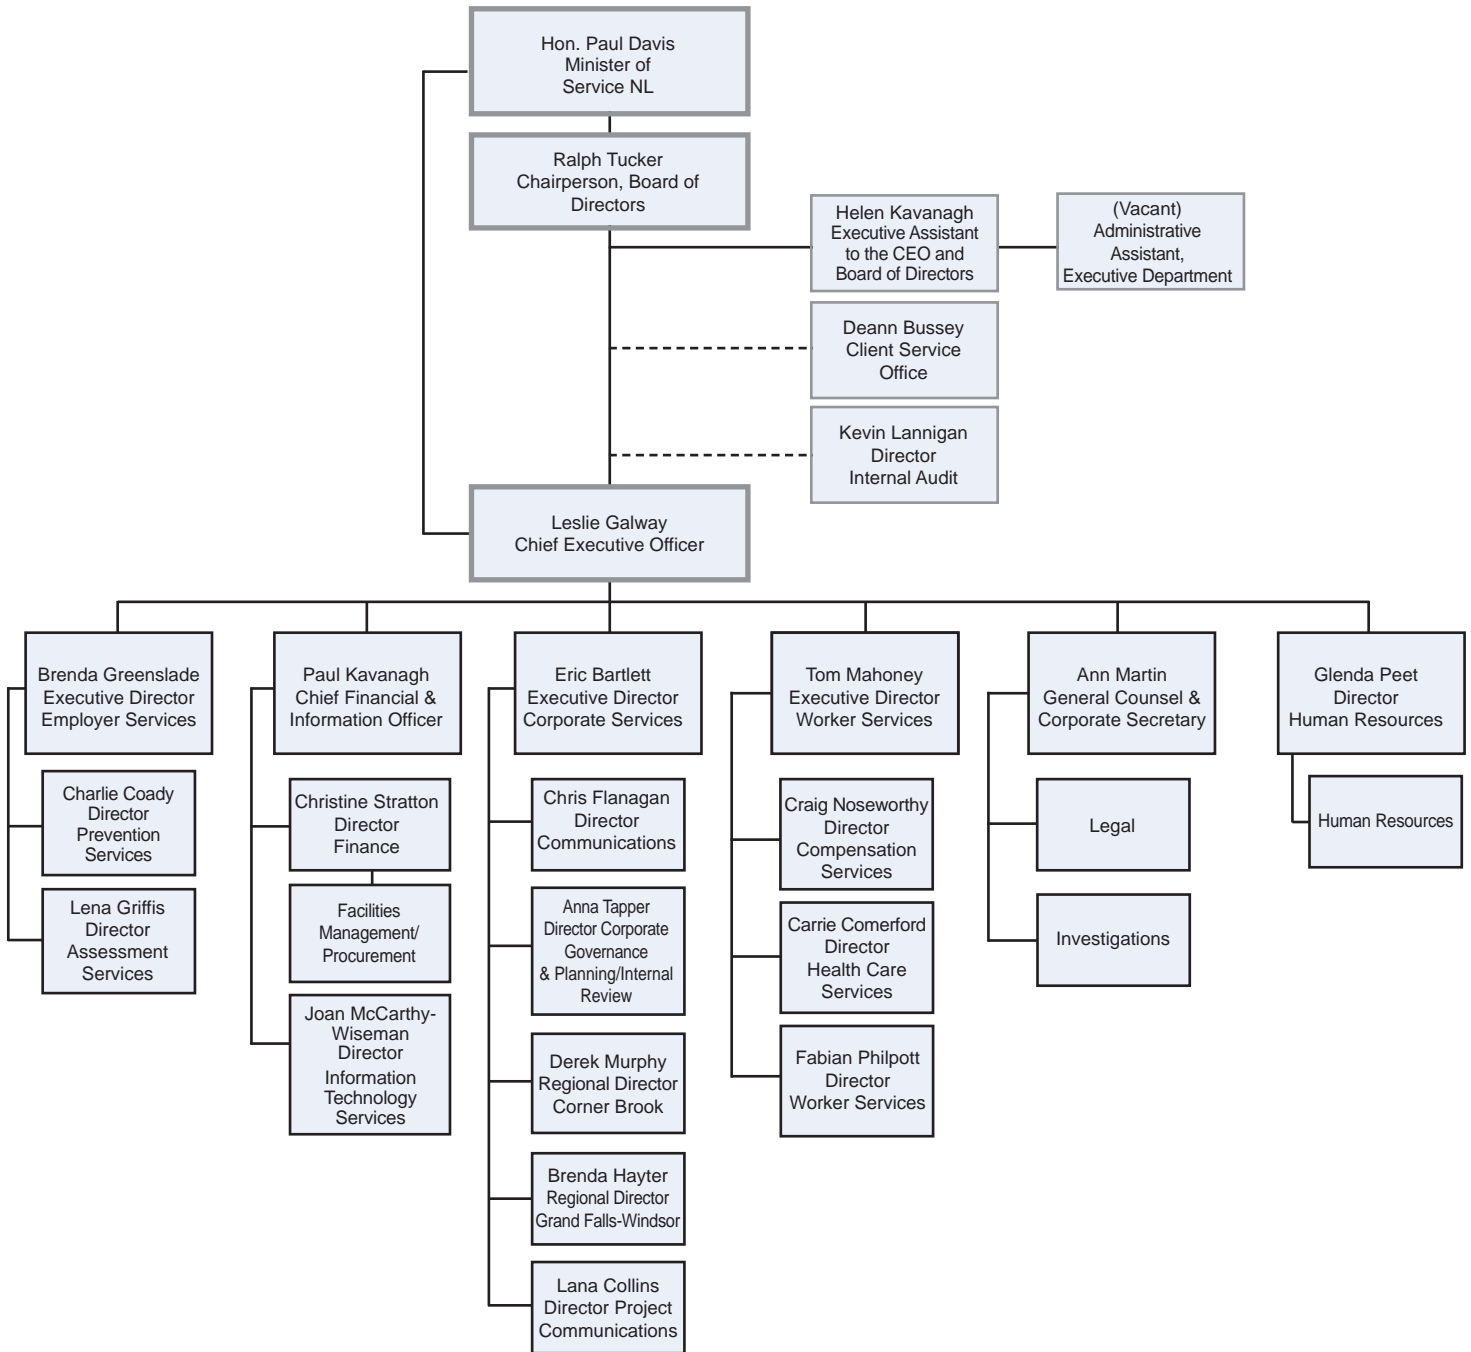 Hon. Paul Davis
Minister of
Service NL
Ralph Tucker
Chairperson, Board of
Directors
Helen Kavanagh
Executive Assistant
to the CEO and
Board of Directors
(Vacant)
Administrative
Assistant,
Executive Department
Deann Bussey
Client Service
Office
Kevin Lannigan
Director
Internal Audit
Leslie Galway
Chief Executive Officer
Brenda Greenslade
Executive Director
Employer Services
Charlie Coady
Director
Prevention
Services
Lena Griffis
Director
Assessment
Services
Paul Kavanagh
Chief Financial &
Information Officer
Christine Stratton
Director
Finance
Facilities
Management/
Procurement
Joan McCarthy-
Wiseman
Director
Information
Technology
Services
Eric Bartlett
Executive Director
Corporate Services
Chris Flanagan
Director
Communications
Anna Tapper
Director Corporate
Governance
& Planning/Internal
Review
Derek Murphy
Regional Director
Corner Brook
Brenda Hayter
Regional Director
Grand Falls-Windsor
Lana Collins
Director Project
Communications
Tom Mahoney
Executive Director
Worker Services
Craig Noseworthy
Director
Compensation
Services
Carrie Comerford
Director
Health Care
Services
Fabian Philpott
Director
Worker Services
Ann Martin
General Counsel &
Corporate Secretary
Legal
Investigations
Glenda Peet
Director
Human Resources
Human Resources